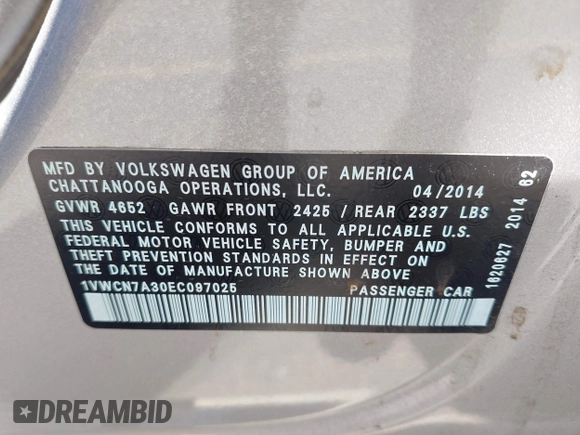 MFD BY VOLKSWAGEN GROUP OF AMERICA
CHATTANOOGA OPERATIONS, LLC. 04/2014
GVWR 4652 GAWR FRONT 2425 / REAR 2337 LBS
THIS VEHICLE CONFORMS TO ALL APPLICABLE U.S.
FEDERAL MOTOR VEHICLE SAFETY, BUMPER AND
THEFT PREVENTION STANDARDS IN EFFECT ON
THE DATE OF MANUFACTURE SHOWN ABOVE
1VWCN7A30EC097025 PASSENGER CAR
1620627 2014 62
DREAMBID